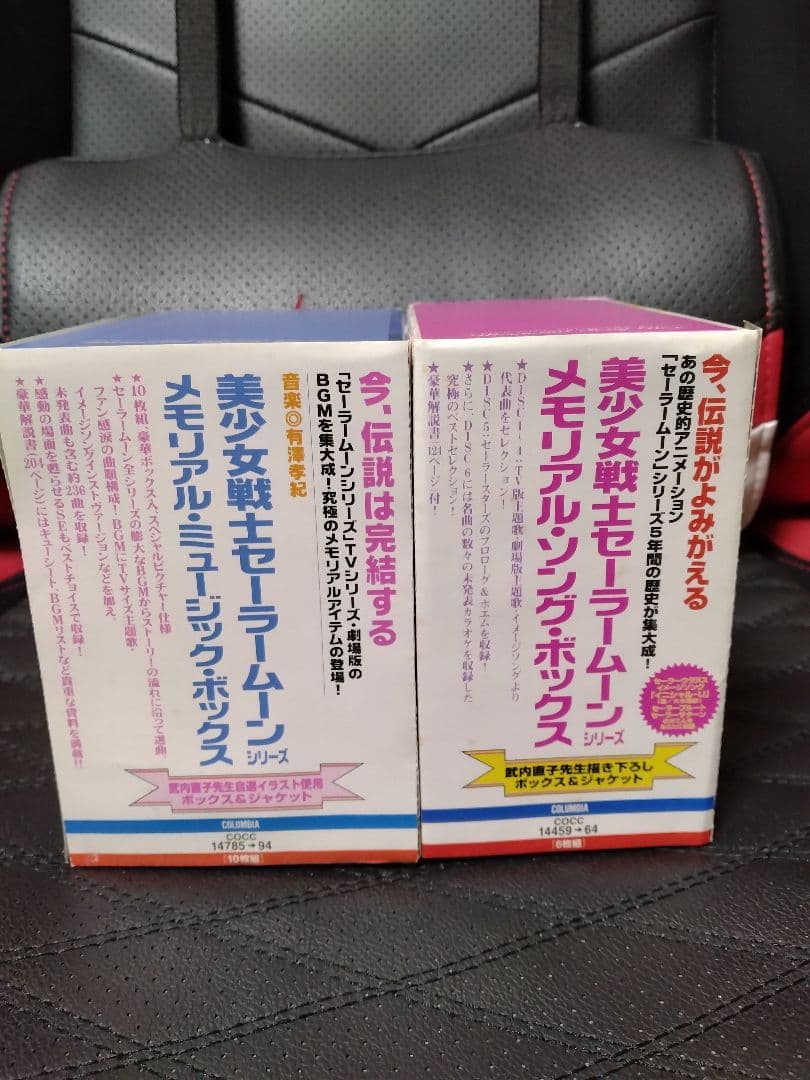 今、伝説は完結する
「セーラームーンシリーズ」TVシリーズ・劇場版の
BGMを集大成！究極のメモリアルアイテムの登場！
音楽◎有澤孝紀
美少女戦士セーラームーンシリーズ
メモリアル・ミュージック・ボックス
★10枚組、豪華ボックス入、スペシャルピクチャー仕様
★セーラームーン全シリーズの膨大なBGMからストーリーの流れに沿って選曲、
ファン感涙の曲順構成！BGMにTVサイズ主題歌・
イメージソングインストヴァージョンなどを加え、
未発表曲も含む約236曲を収録！
★感動の場面を甦らせるSEもベストチョイスで収録！
★豪華解説書(204ページ)にはキューシート、BGMリストなど貴重な資料を満載!!
武内直子先生自選イラスト使用
ボックス&ジャケット
COLUMBIA
COCC
14785→94
[10枚組]
今、伝説がよみがえる
あの歴史的アニメーション
「セーラームーン」シリーズ5年間の歴史が集大成！
美少女戦士セーラームーンシリーズ
メモリアル・ソング・ボックス
★DISC1〜4：TV版主題歌・劇場版主題歌・イメージソングより
代表曲をセレクション！
★DISC5：セーラースターズのプロローグ&ポエムを収録！
★さらに、DISC6には名曲の数々の未発表カラオケを収録した
究極のベストセレクション！
★豪華解説書(124ページ)付！
イメージソング
「イニシャル・U」
武内直子先生描き下ろし
ボックス&ジャケット
COLUMBIA
COCC
14459→64
[6枚組]